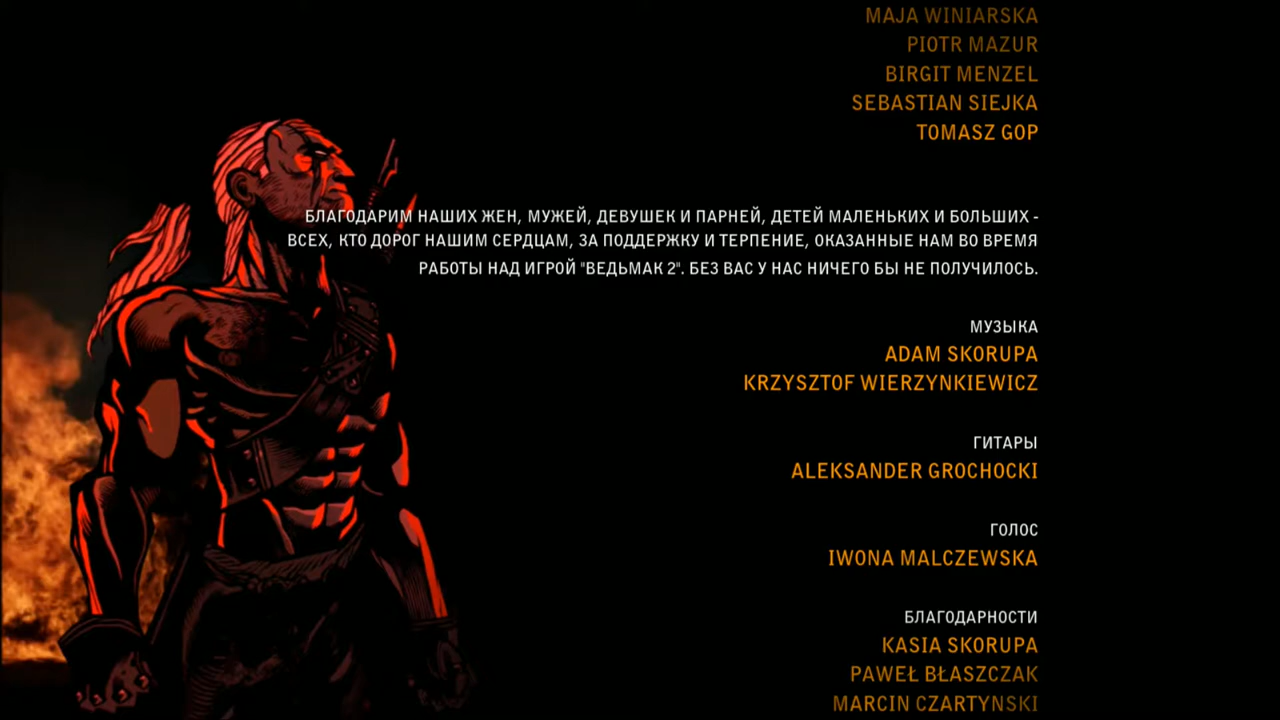 MAJA WINIARSKA
PIOTR MAZUR
BIRGIT MENZEL
SEBASTIAN SIEJKA
TOMASZ GOP
БЛАГОДАРИМ НАШИХ ЖЕН, МУЖЕЙ, ДЕВУШЕК И ПАРНЕЙ, ДЕТЕЙ МАЛЕНЬКИХ И БОЛЬШИХ -
ВСЕХ, КТО ДОРОГ НАШИМ СЕРДЦАМ, ЗА ПОДДЕРЖКУ И ТЕРПЕНИЕ, ОКАЗАННЫЕ НАМ ВО ВРЕМЯ
РАБОТЫ НАД ИГРОЙ "ВЕДЬМАК 2". БЕЗ ВАС У НАС НИЧЕГО БЫ НЕ ПОЛУЧИЛОСЬ.
МУЗЫКА
ADAM SKORUPA
KRZYSZTOF WIERZYNKIEWICZ
ГИТАРЫ
ALEKSANDER GROCHOCKI
ГОЛОС
IWONA MALCZEWSKA
БЛАГОДАРНОСТИ
KASIA SKORUPA
PAWEŁ BŁASZCZAK
MARCIN CZARTYNSKI